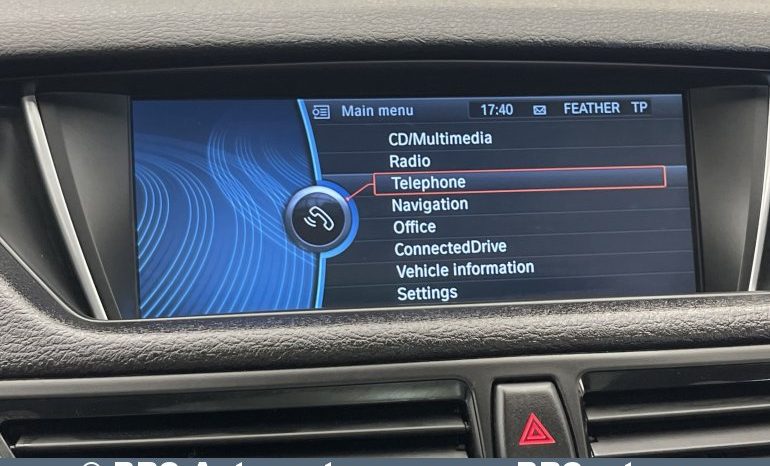 Main menu 17:40 FEATHER TP
CD/Multimedia
Radio
Telephone
Navigation
Office
ConnectedDrive
Vehicle information
Settings